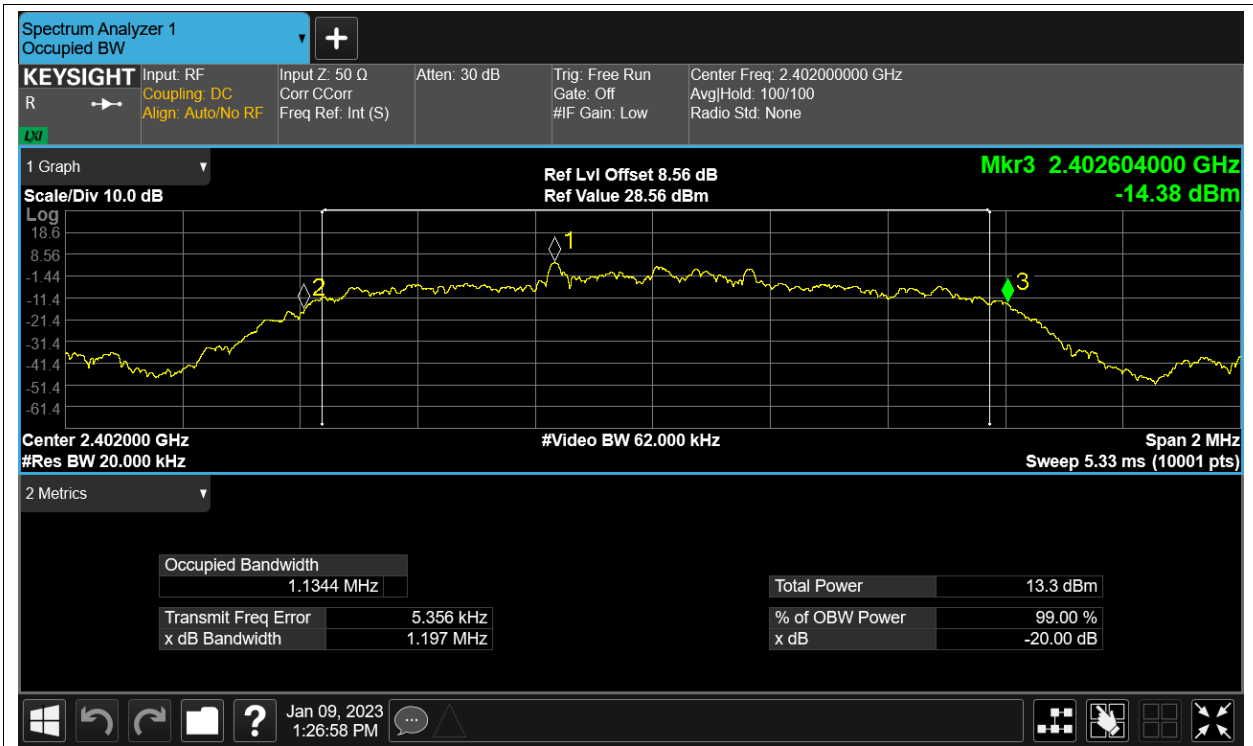 Spectrum Analyzer 1
Occupied BW
KEYSIGHT
R
LXI
Input: RF
Coupling: DC
Align: Auto/No RF
Input Z: 50 Ω
Corr CCorr
Freq Ref: Int (S)
Atten: 30 dB
Trig: Free Run
Gate: Off
#IF Gain: Low
Center Freq: 2.402000000 GHz
Avg|Hold: 100/100
Radio Std: None
1 Graph
Scale/Div 10.0 dB
Ref Lvl Offset 8.56 dB
Ref Value 28.56 dBm
Mkr3 2.402604000 GHz
-14.38 dBm
Log
18.6
8.56
-1.44
-11.4
-21.4
-31.4
-41.4
-51.4
-61.4
1
2
3
Center 2.402000 GHz
#Res BW 20.000 kHz
#Video BW 62.000 kHz
Span 2 MHz
Sweep 5.33 ms (10001 pts)
2 Metrics
Occupied Bandwidth
1.1344 MHz
Transmit Freq Error 5.356 kHz
x dB Bandwidth 1.197 MHz
Total Power 13.3 dBm
% of OBW Power 99.00 %
x dB -20.00 dB
?
Jan 09, 2023
1:26:58 PM